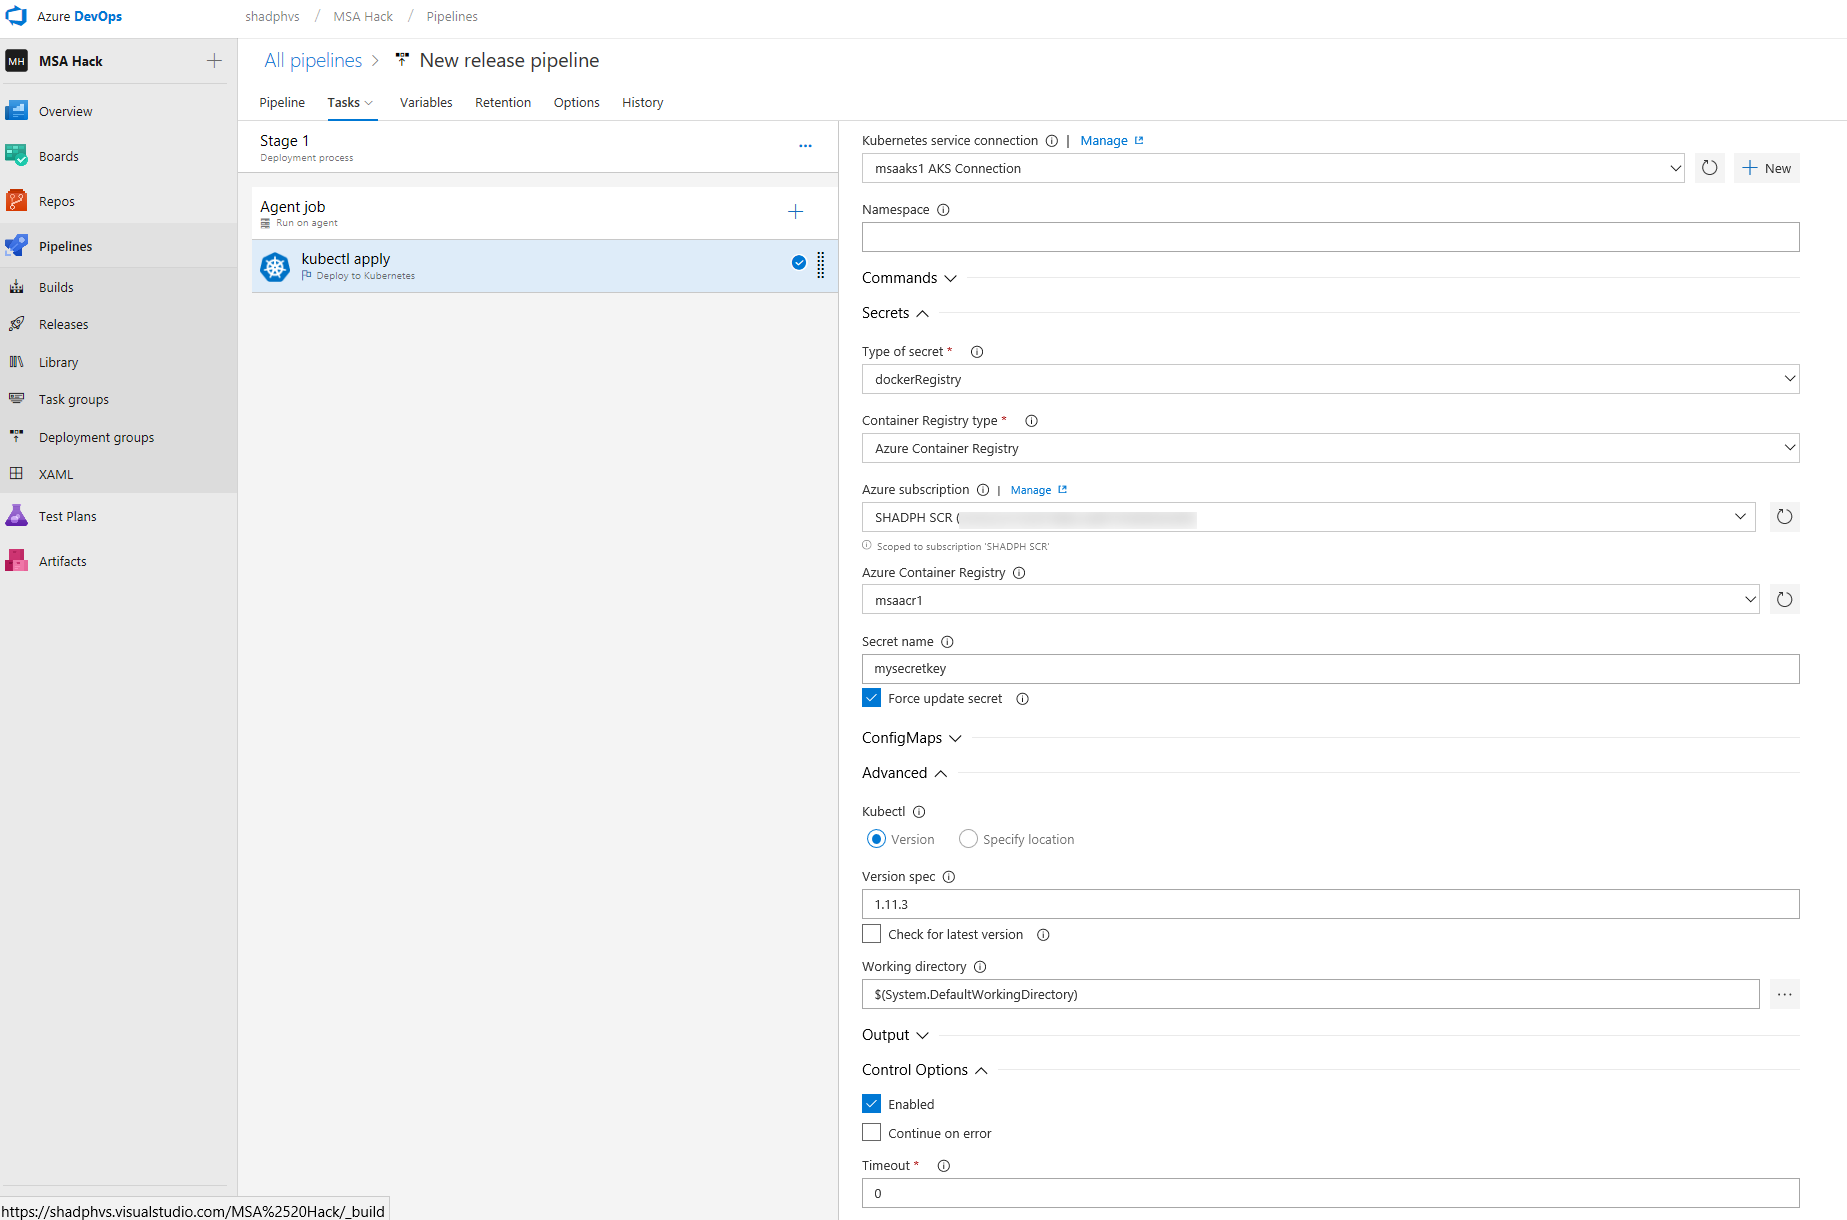 Azure DevOps
shadphvs / MSA Hack / Pipelines
MH MSA Hack
Overview
Boards
Repos
Pipelines
Builds
Releases
Library
Task groups
Deployment groups
XAML
Test Plans
Artifacts
https://shadphvs.visualstudio.com/MSA%2520Hack/_build
All pipelines > New release pipeline
Pipeline Tasks Variables Retention Options History
Stage 1
Deployment process
Agent job
Run on agent
kubectl apply
Deploy to Kubernetes
Kubernetes service connection | Manage
msaaks1 AKS Connection
New
Namespace
Commands
Secrets
Type of secret *
dockerRegistry
Container Registry type *
Azure Container Registry
Azure subscription | Manage
SHADPH SCR (
Scoped to subscription 'SHADPH SCR'
Azure Container Registry
msaacr1
Secret name
mysecretkey
Force update secret
ConfigMaps
Advanced
Kubectl
Version Specify location
Version spec
1.11.3
Check for latest version
Working directory
$(System.DefaultWorkingDirectory)
...
Output
Control Options
Enabled
Continue on error
Timeout *
0